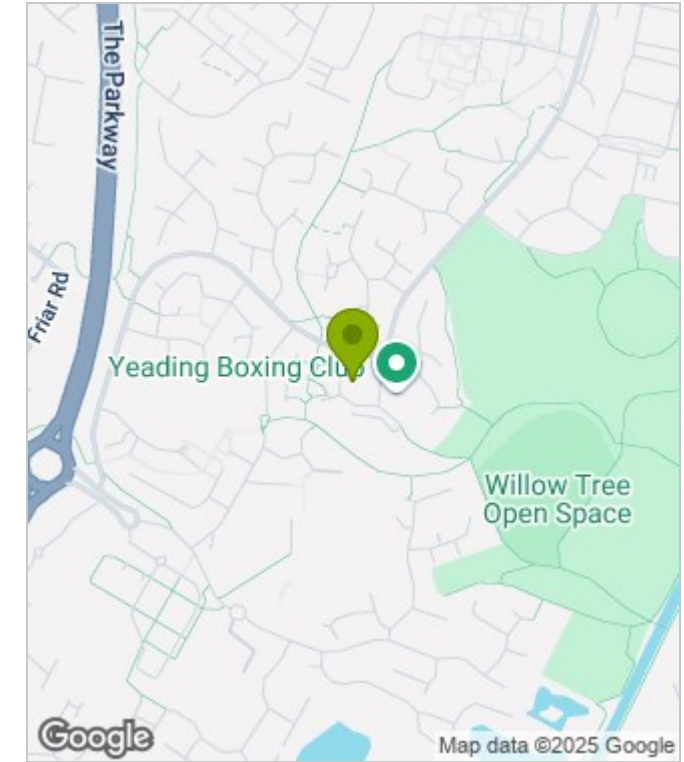 The Parkway
Friar Rd
Yeading Boxing Club
Willow Tree
Open Space
Google
Map data ©2025 Google